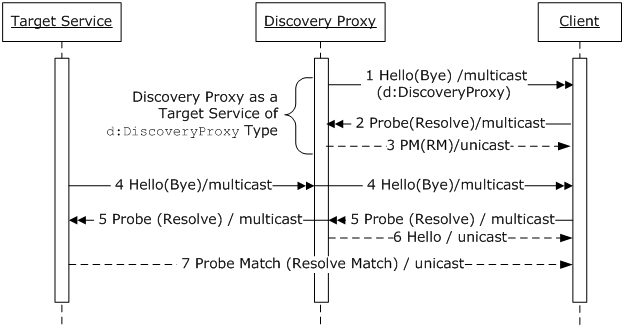 Target Service
Discovery Proxy
Client
1 Hello(Bye) /multicast
(d:DiscoveryProxy)
Discovery Proxy as a
Target Service of
d:DiscoveryProxy Type
2 Probe(Resolve)/multicast
3 PM(RM)/unicast
4 Hello(Bye)/multicast
4 Hello(Bye)/multicast
5 Probe (Resolve) / multicast
5 Probe (Resolve) / multicast
6 Hello / unicast
7 Probe Match (Resolve Match) / unicast